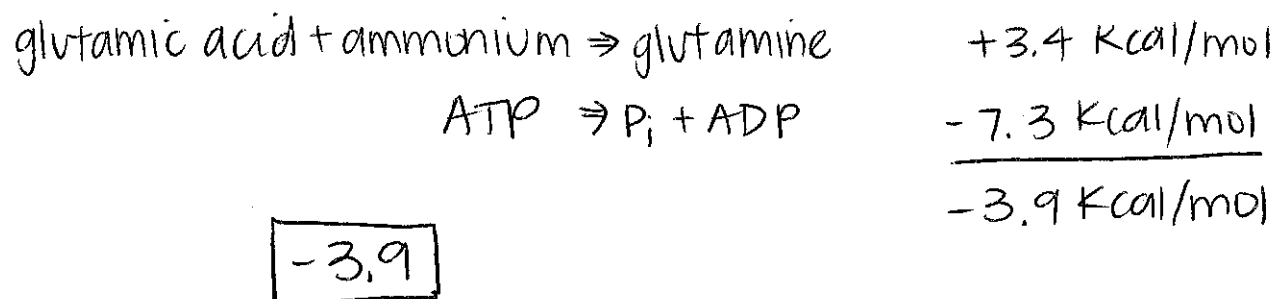 glutamic acid + ammonium ⇒ glutamine +3.4 Kcal/mol
ATP ⇒ Pi + ADP -7.3 Kcal/mol
-3.9 Kcal/mol
-3.9